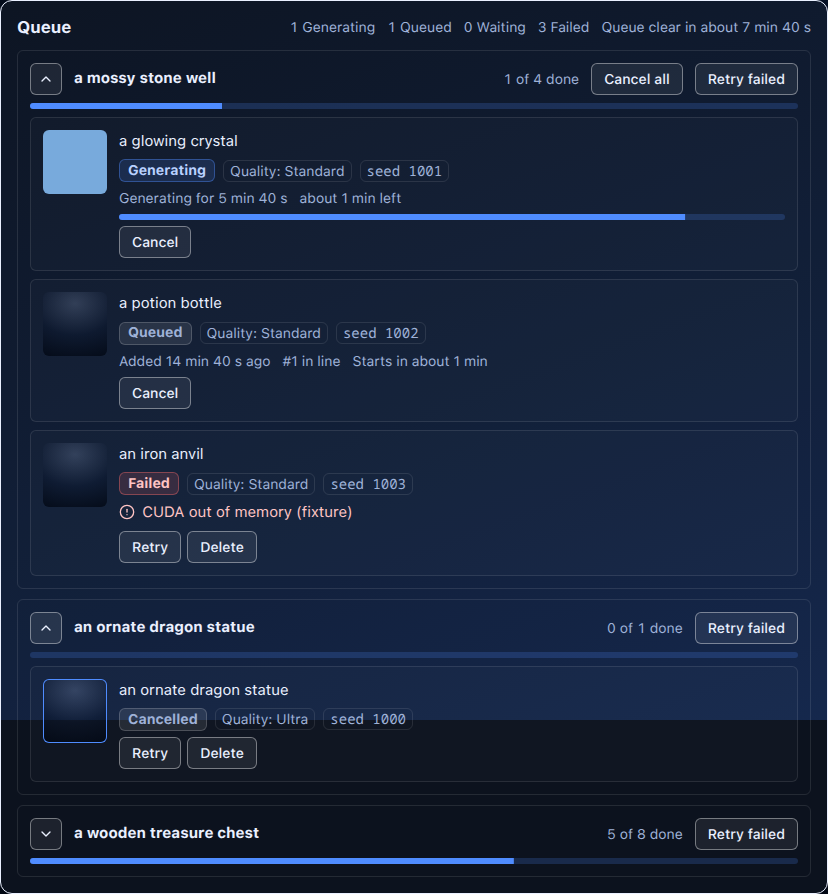 Queue
1 Generating 1 Queued 0 Waiting 3 Failed Queue clear in about 7 min 40 s
a mossy stone well 1 of 4 done Cancel all Retry failed
a glowing crystal
Generating Quality: Standard seed 1001
Generating for 5 min 40 s about 1 min left
Cancel
a potion bottle
Queued Quality: Standard seed 1002
Added 14 min 40 s ago #1 in line Starts in about 1 min
Cancel
an iron anvil
Failed Quality: Standard seed 1003
CUDA out of memory (fixture)
Retry Delete
an ornate dragon statue 0 of 1 done Retry failed
an ornate dragon statue
Cancelled Quality: Ultra seed 1000
Retry Delete
a wooden treasure chest 5 of 8 done Retry failed